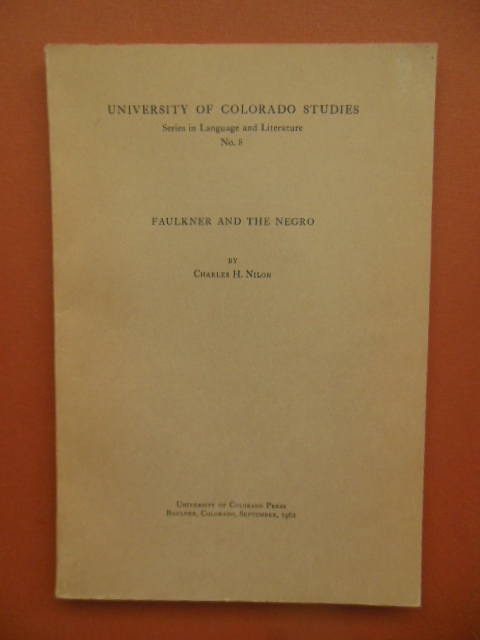 UNIVERSITY OF COLORADO STUDIES
Series in Language and Literature
No. 8
FAULKNER AND THE NEGRO
BY
CHARLES H. NILON
UNIVERSITY OF COLORADO PRESS
BOULDER, COLORADO, SEPTEMBER, 1962